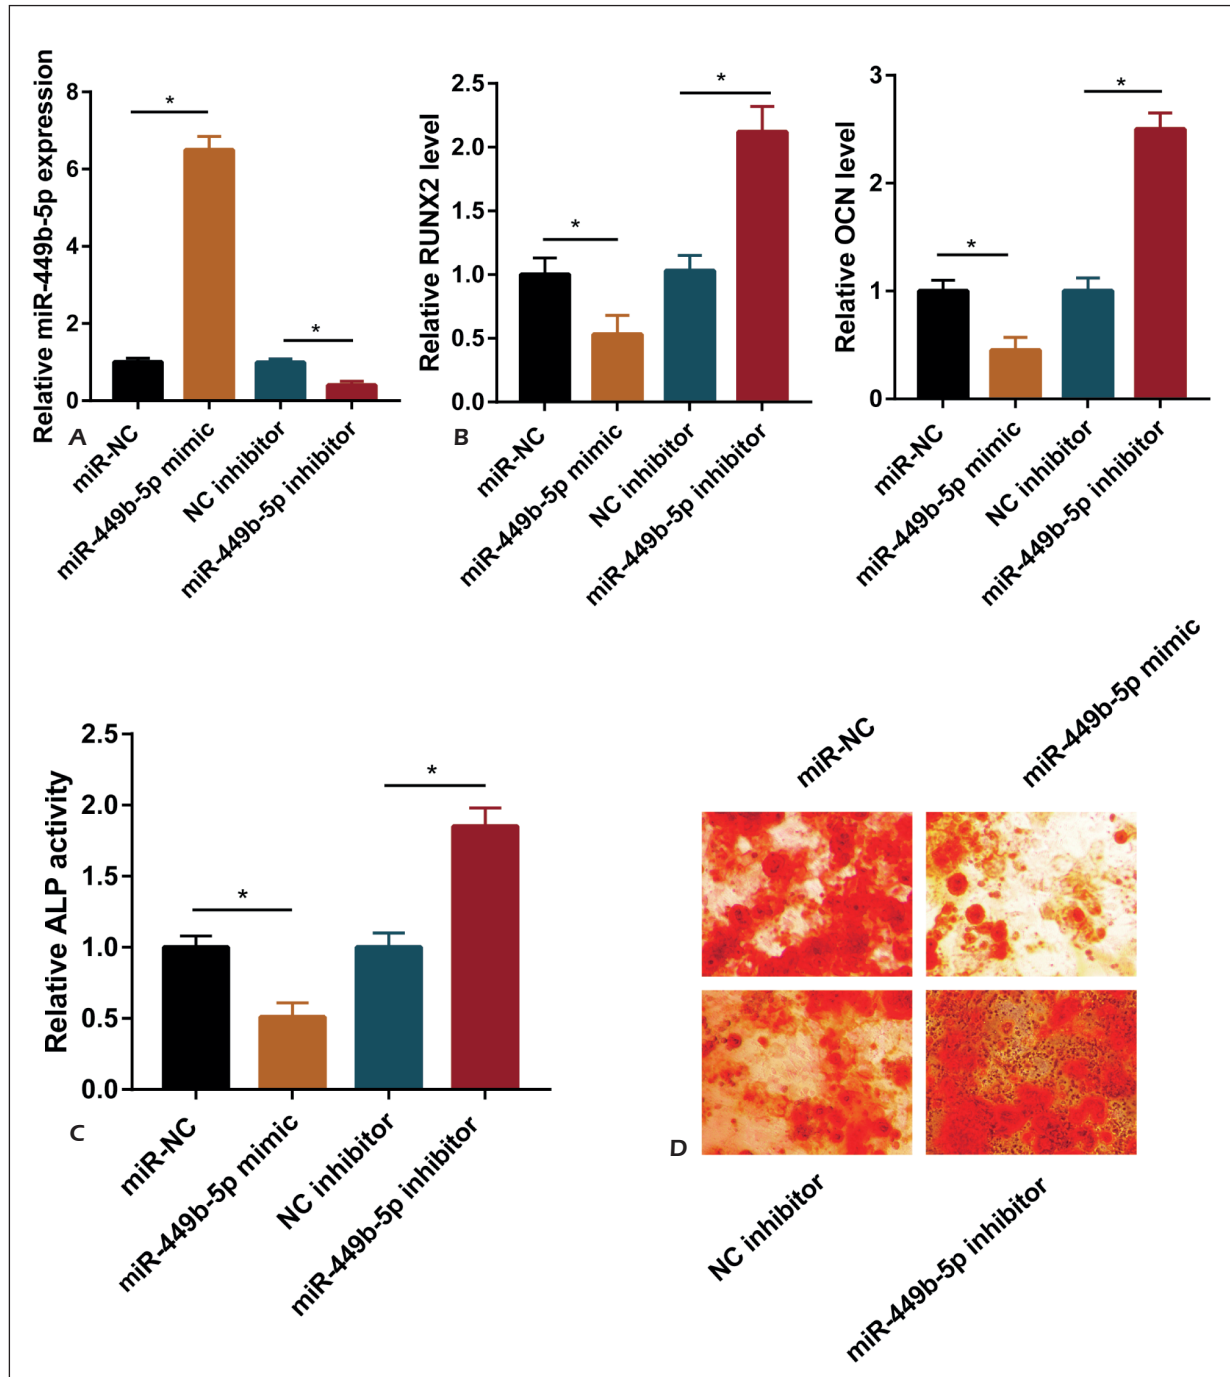 Relative miR-449b-5p expression
8
6
4
2
0
*
*
miR-NC
miR-449b-5p mimic
NC inhibitor
miR-449b-5p inhibitor
A
Relative RUNX2 level
2.5
2.0
1.5
1.0
0.5
0.0
*
*
miR-NC
miR-449b-5p mimic
NC inhibitor
miR-449b-5p inhibitor
B
Relative OCN level
3
2
1
0
*
*
miR-NC
miR-449b-5p mimic
NC inhibitor
miR-449b-5p inhibitor
Relative ALP activity
2.5
2.0
1.5
1.0
0.5
0.0
*
*
miR-NC
miR-449b-5p mimic
NC inhibitor
miR-449b-5p inhibitor
C
miR-NC
miR-449b-5p mimic
D
NC inhibitor
miR-449b-5p inhibitor